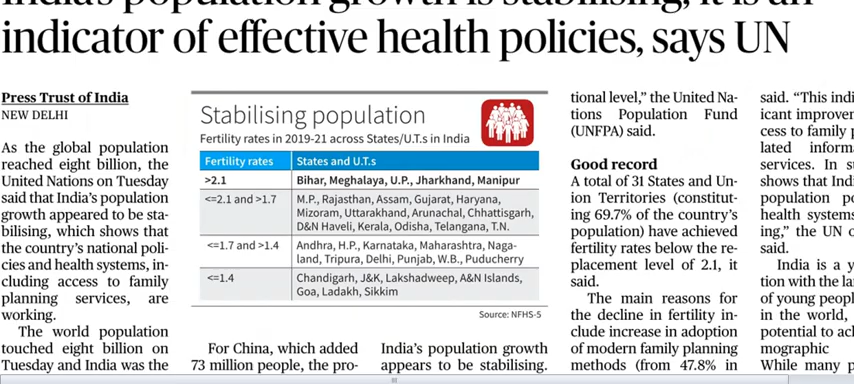 India's population growth is stabilising, it is an
indicator of effective health policies, says UN
Press Trust of India
NEW DELHI
As the global population
reached eight billion, the
United Nations on Tuesday
said that India's population
growth appeared to be sta-
bilising, which shows that
the country's national poli-
cies and health systems, in-
cluding access to family
planning services, are
working.
The world population
touched eight billion on
Tuesday and India was the
Stabilising population
Fertility rates in 2019-21 across States/U.T.s in India
Fertility rates States and U.T.s
>2.1 Bihar, Meghalaya, U.P., Jharkhand, Manipur
<=2.1 and >1.7 M.P., Rajasthan, Assam, Gujarat, Haryana,
Mizoram, Uttarakhand, Arunachal, Chhattisgarh,
D&N Haveli, Kerala, Odisha, Telangana, T.N.
<=1.7 and >1.4 Andhra, H.P., Karnataka, Maharashtra, Naga-
land, Tripura, Delhi, Punjab, W.B., Puducherry
<=1.4 Chandigarh, J&K, Lakshadweep, A&N Islands,
Goa, Ladakh, Sikkim
Source: NFHS-5
For China, which added
73 million people, the pro-
India's population growth
appears to be stabilising.
tional level," the United Na-
tions Population Fund
(UNFPA) said.
Good record
A total of 31 States and Un-
ion Territories (constitut-
ing 69.7% of the country's
population) have achieved
fertility rates below the re-
placement level of 2.1, it
said.
The main reasons for
the decline in fertility in-
clude increase in adoption
of modern family planning
methods (from 47.8% in
said. "This indi
icant improver
cess to family p
lated informa
services. In s
shows that Indi
population po
health systems
ing," the UN o
said.
India is a y
tion with the la
of young peopl
in the world,
potential to ach
mographic
While many p